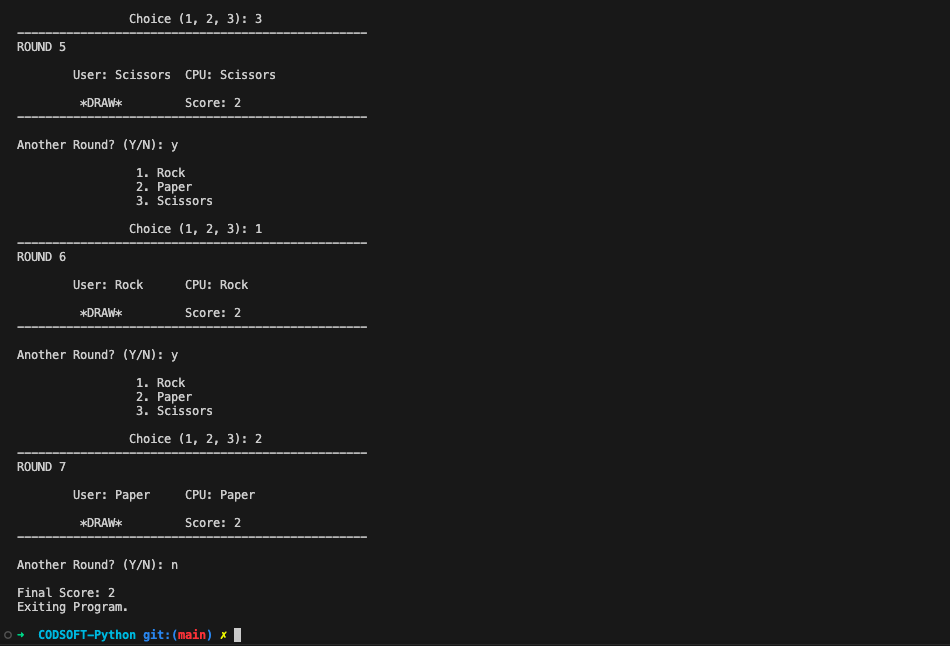 Choice (1, 2, 3): 3
--------------------------------------------------
ROUND 5
User: Scissors  CPU: Scissors
*DRAW*         Score: 2
--------------------------------------------------
Another Round? (Y/N): y
1. Rock
2. Paper
3. Scissors
Choice (1, 2, 3): 1
--------------------------------------------------
ROUND 6
User: Rock      CPU: Rock
*DRAW*         Score: 2
--------------------------------------------------
Another Round? (Y/N): y
1. Rock
2. Paper
3. Scissors
Choice (1, 2, 3): 2
--------------------------------------------------
ROUND 7
User: Paper     CPU: Paper
*DRAW*         Score: 2
--------------------------------------------------
Another Round? (Y/N): n
Final Score: 2
Exiting Program.
➜  CODSOFT-Python git:(main) ✗